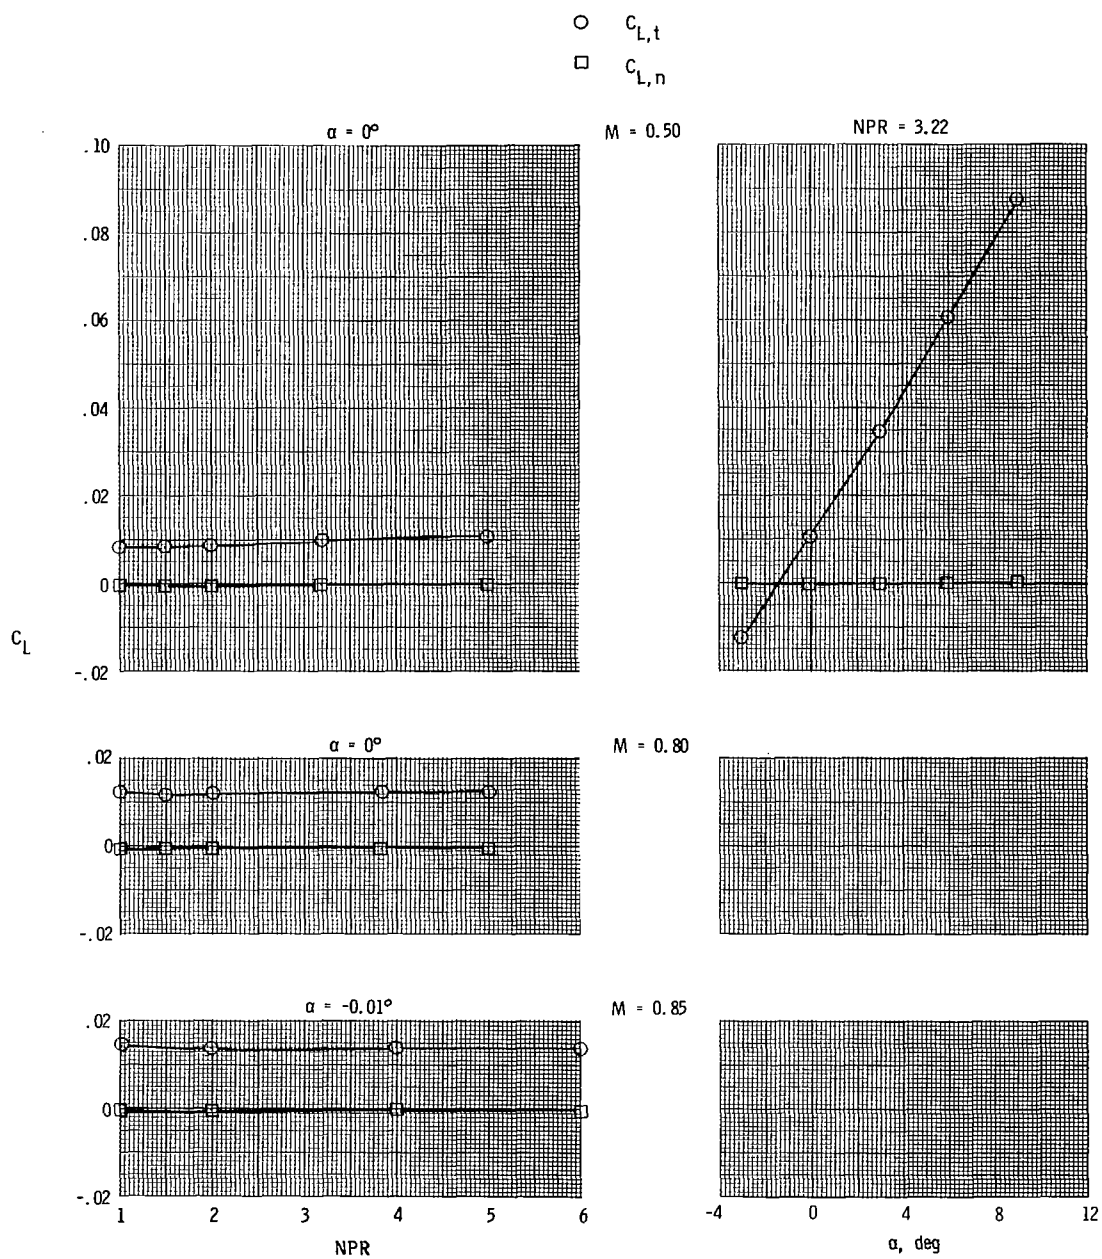 C_L,t
C_L,n
α = 0°
M = 0.50
NPR = 3.22
.10
.08
.06
.04
.02
0
-.02
C_L
α = 0°
M = 0.80
.02
0
-.02
α = -0.01°
M = 0.85
.02
0
-.02
1 2 3 4 5 6
NPR
-4 0 4 8 12
α, deg